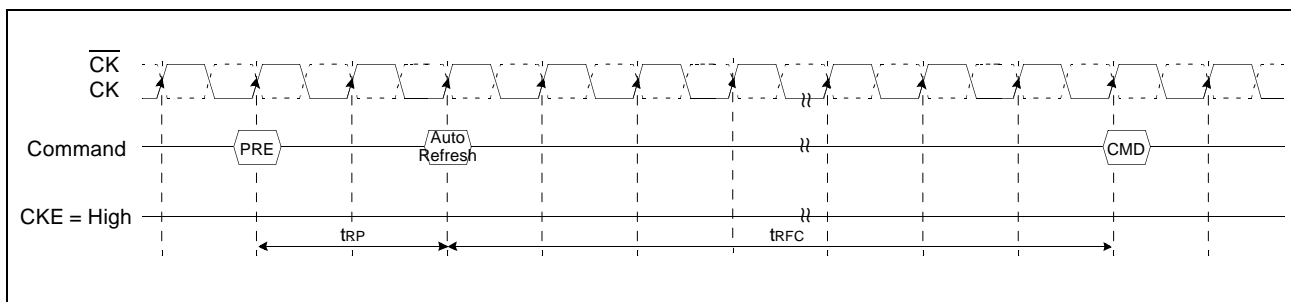 CK
CK
Command
PRE
Auto
Refresh
CMD
CKE = High
tRP
tRFC